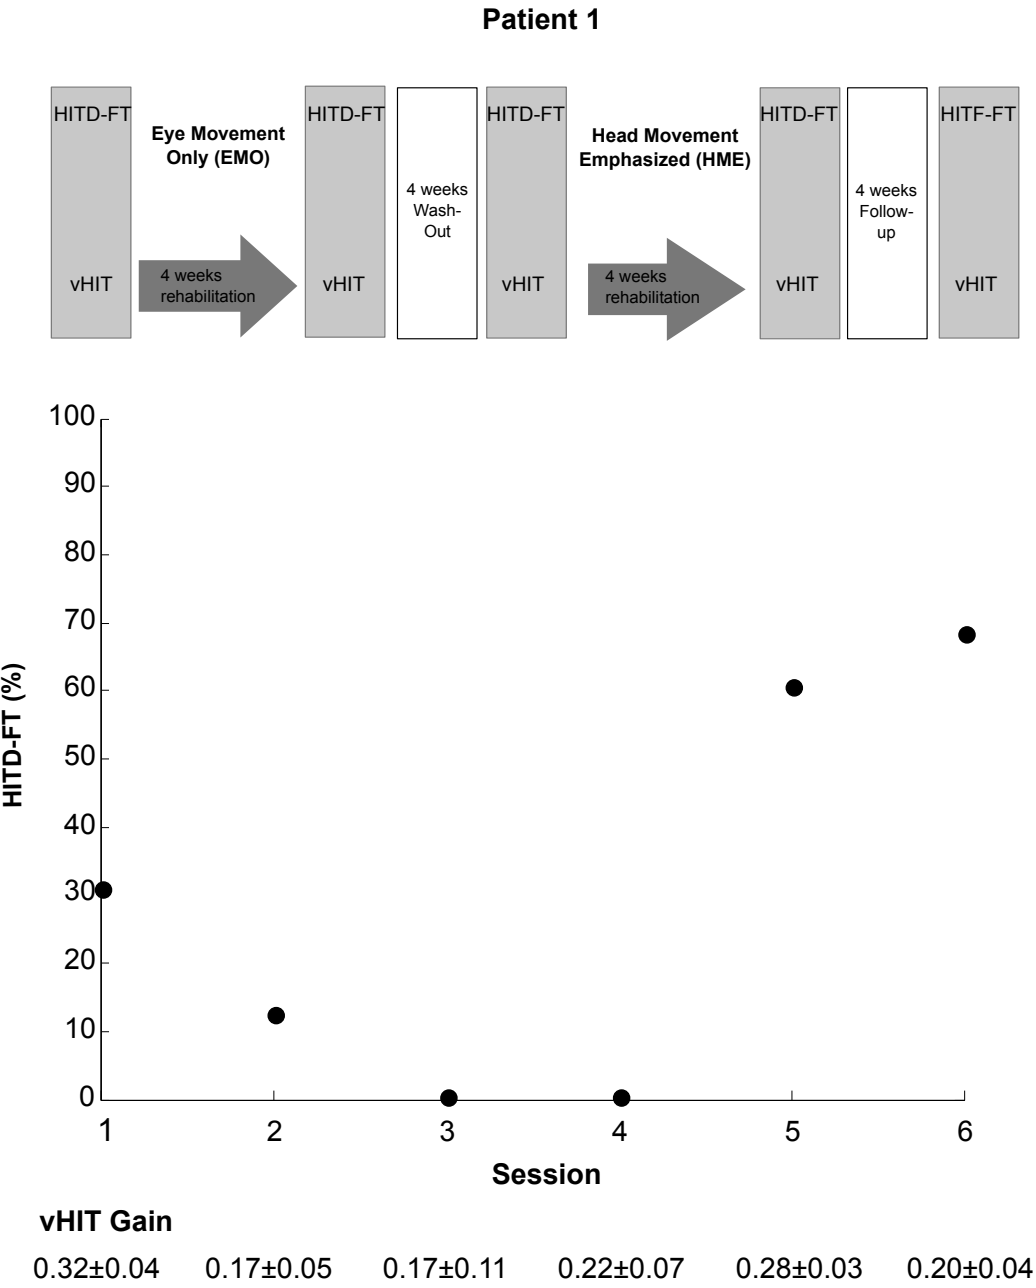 Patient 1
HITD-FT
Eye Movement
Only (EMO)
4 weeks
rehabilitation
vHIT
HITD-FT
vHIT
4 weeks
Wash-
Out
HITD-FT
vHIT
Head Movement
Emphasized (HME)
4 weeks
rehabilitation
HITD-FT
vHIT
4 weeks
Follow-
up
HITF-FT
vHIT
HITD-FT (%)
100
90
80
70
60
50
40
30
20
10
0
1 2 3 4 5 6
Session
vHIT Gain
0.32±0.04 0.17±0.05 0.17±0.11 0.22±0.07 0.28±0.03 0.20±0.04